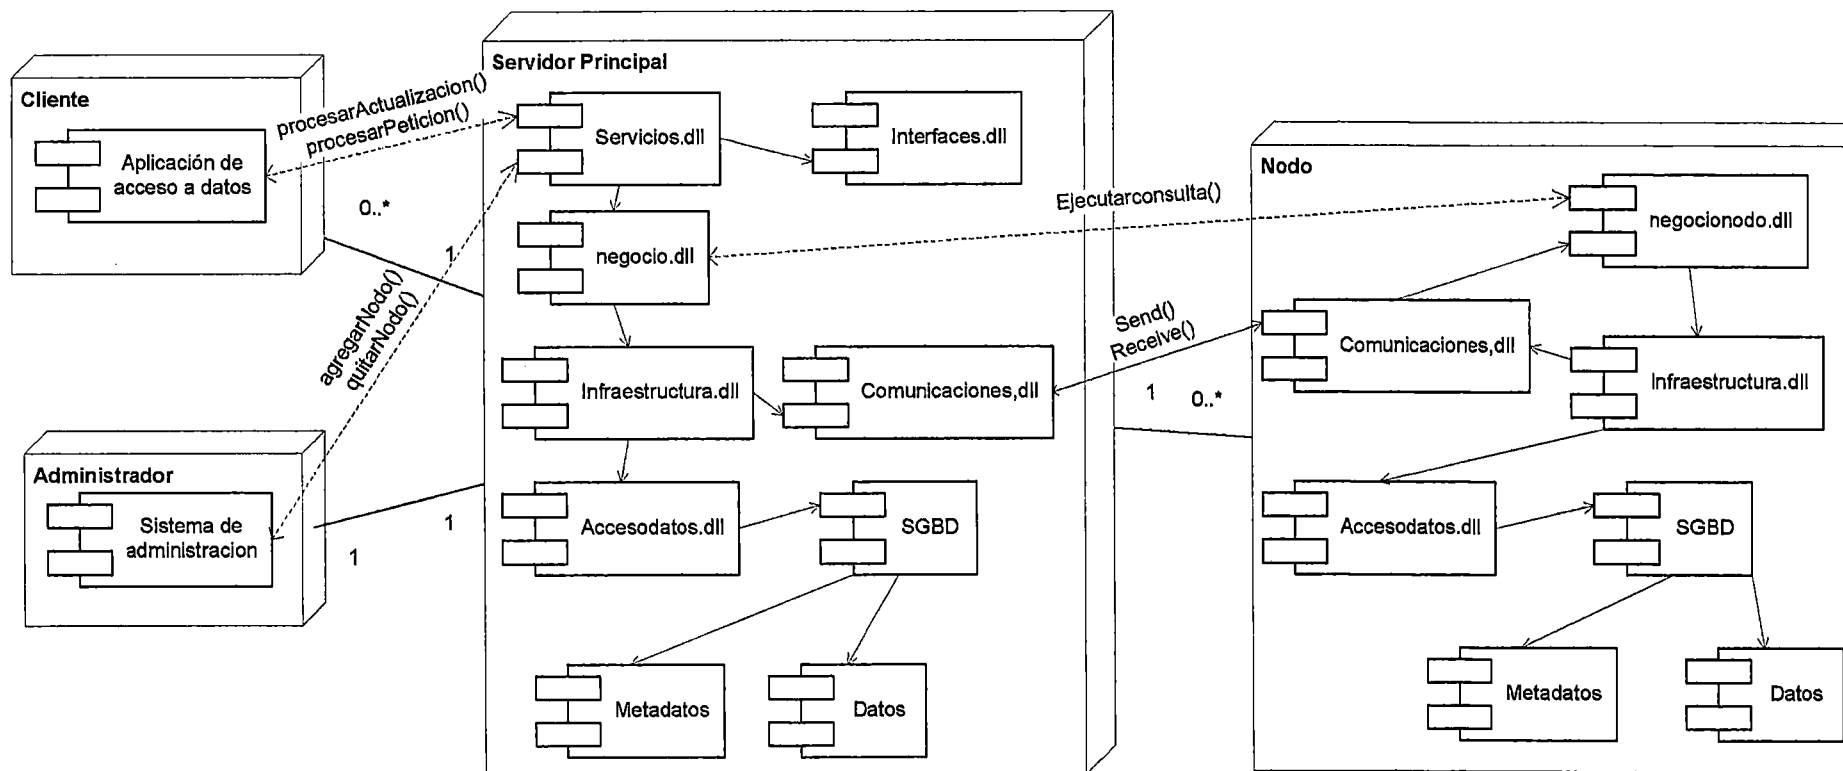 Cliente
Aplicación de
acceso a datos
procesarActualizacion()
procesarPeticion()
0..*
1
agregarNodo()
quitarNodo()
Administrador
Sistema de
administracion
1
1
Servidor Principal
Servicios.dll
Interfaces.dll
negocio.dll
Infraestructura.dll
Comunicaciones,dll
Accesodatos.dll
SGBD
Metadatos
Datos
Ejecutarconsulta()
Send()
Receive()
1
0..*
Nodo
negocionodo.dll
Comunicaciones,dll
Infraestructura.dll
Accesodatos.dll
SGBD
Metadatos
Datos